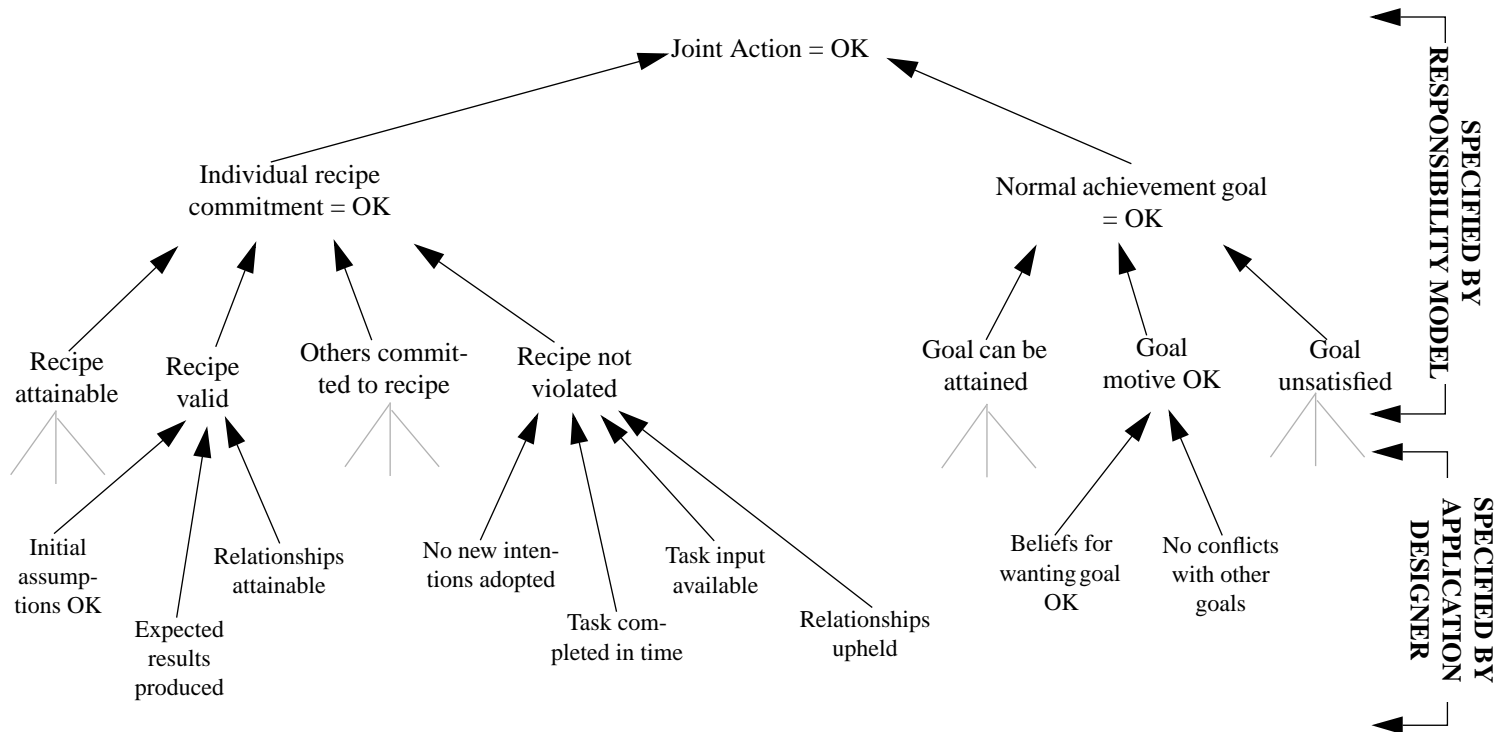 Joint Action = OK
Individual recipe
commitment = OK
Normal achievement goal
= OK
Recipe
attainable
Recipe
valid
Others commit-
ted to recipe
Recipe not
violated
Goal can be
attained
Goal
motive OK
Goal
unsatisfied
Initial
assump-
tions OK
Expected
results
produced
Relationships
attainable
No new inten-
tions adopted
Task com-
pleted in time
Task input
available
Relationships
upheld
Beliefs for
wanting goal
OK
No conflicts
with other
goals
SPECIFIED BY
RESPONSIBILITY MODEL
SPECIFIED BY
APPLICATION
DESIGNER